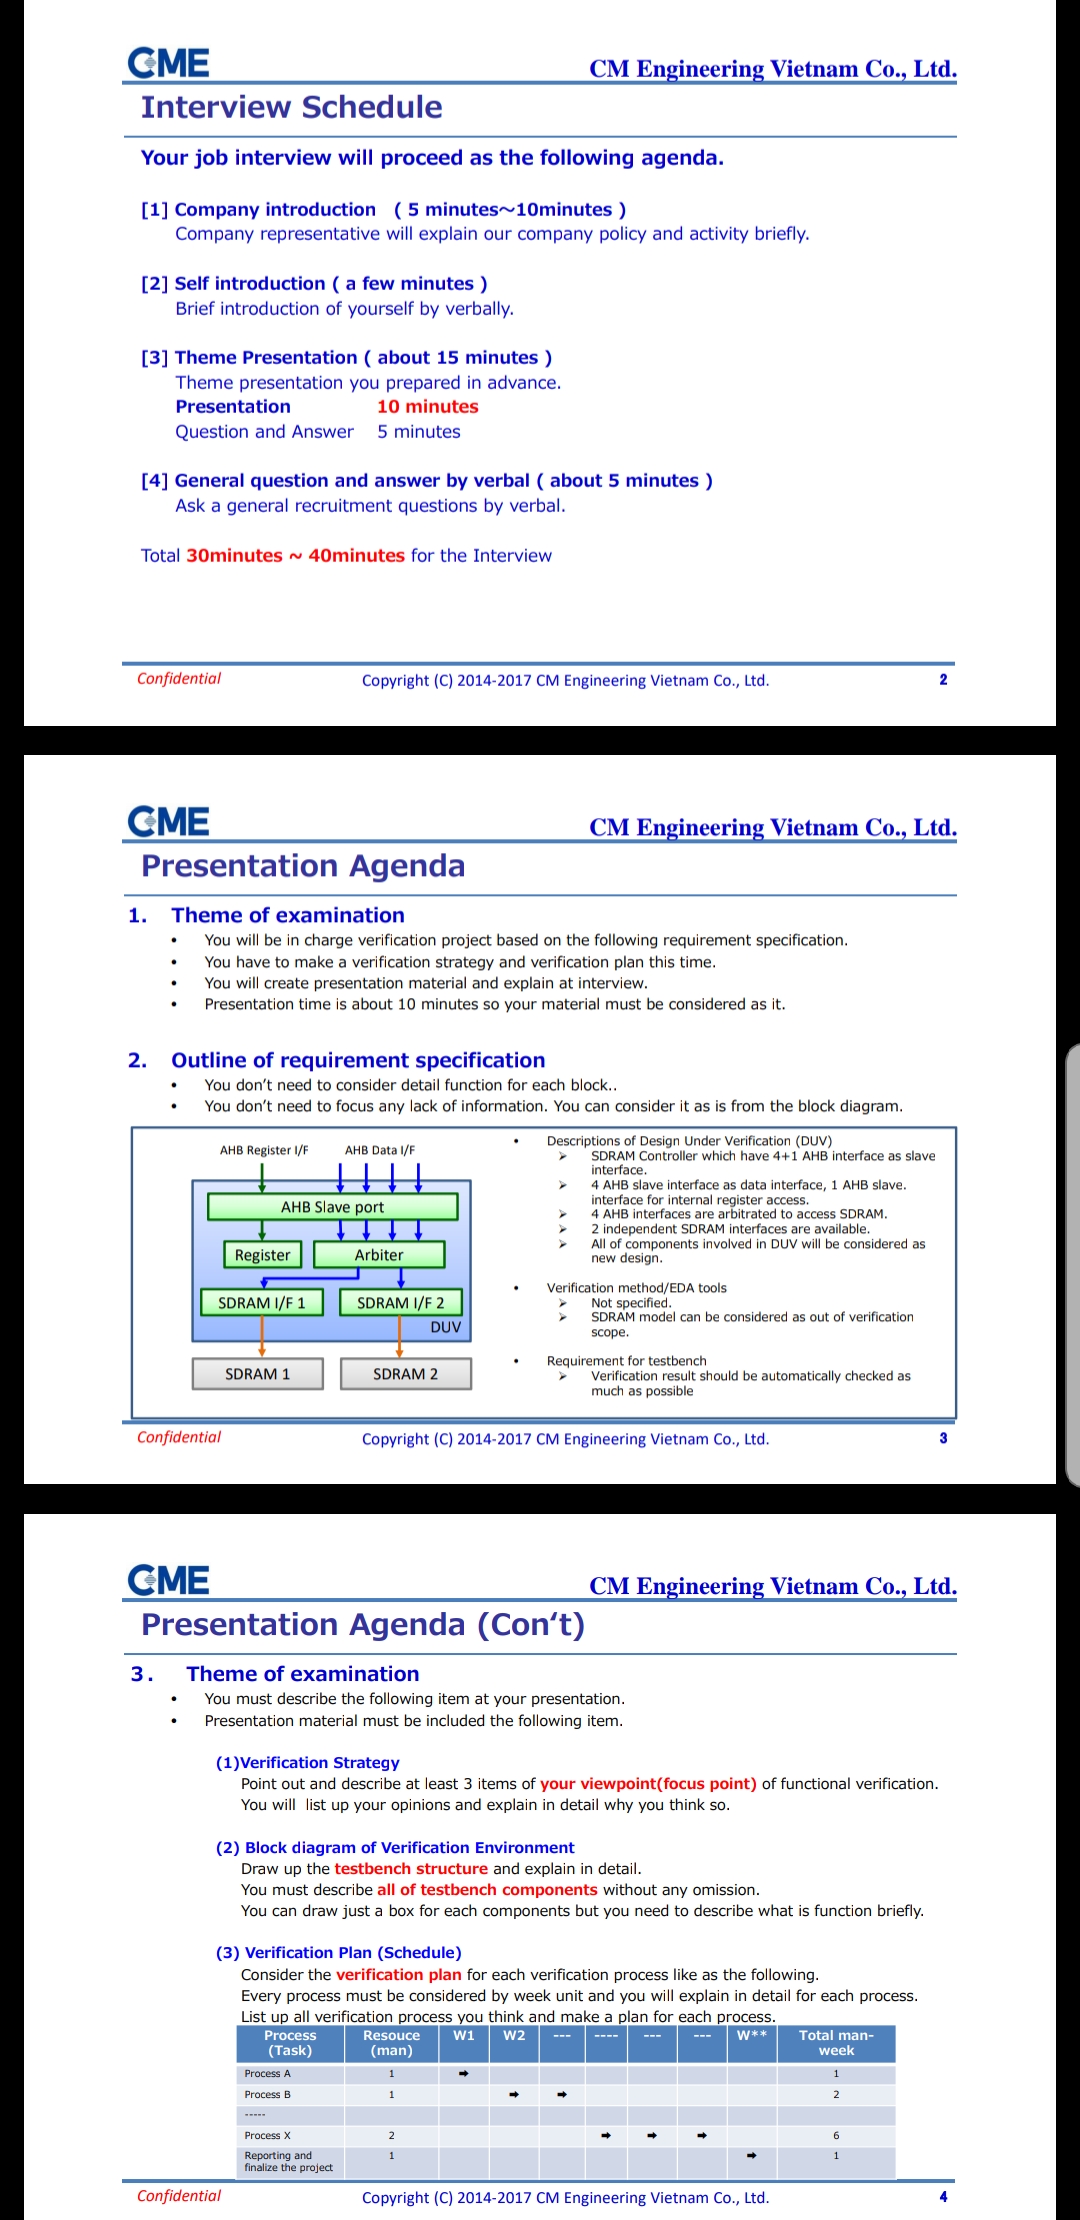 CME
CM Engineering Vietnam Co., Ltd.
Interview Schedule
Your job interview will proceed as the following agenda.
[1] Company introduction ( 5 minutes～10minutes )
Company representative will explain our company policy and activity briefly.
[2] Self introduction ( a few minutes )
Brief introduction of yourself by verbally.
[3] Theme Presentation ( about 15 minutes )
Theme presentation you prepared in advance.
Presentation 10 minutes
Question and Answer 5 minutes
[4] General question and answer by verbal ( about 5 minutes )
Ask a general recruitment questions by verbal.
Total 30minutes ~ 40minutes for the Interview
Confidential
Copyright (C) 2014-2017 CM Engineering Vietnam Co., Ltd.
2
CME
CM Engineering Vietnam Co., Ltd.
Presentation Agenda
1. Theme of examination
• You will be in charge verification project based on the following requirement specification.
• You have to make a verification strategy and verification plan this time.
• You will create presentation material and explain at interview.
• Presentation time is about 10 minutes so your material must be considered as it.
2. Outline of requirement specification
• You don't need to consider detail function for each block..
• You don't need to focus any lack of information. You can consider it as is from the block diagram.
AHB Register I/F AHB Data I/F
AHB Slave port
Register Arbiter
SDRAM I/F 1 SDRAM I/F 2
DUV
SDRAM 1 SDRAM 2
• Descriptions of Design Under Verification (DUV)
➢ SDRAM Controller which have 4+1 AHB interface as slave
interface.
➢ 4 AHB slave interface as data interface, 1 AHB slave.
interface for internal register access.
➢ 4 AHB interfaces are arbitrated to access SDRAM.
➢ 2 independent SDRAM interfaces are available.
➢ All of components involved in DUV will be considered as
new design.
• Verification method/EDA tools
➢ Not specified.
➢ SDRAM model can be considered as out of verification
scope.
• Requirement for testbench
➢ Verification result should be automatically checked as
much as possible
Confidential
Copyright (C) 2014-2017 CM Engineering Vietnam Co., Ltd.
3
CME
CM Engineering Vietnam Co., Ltd.
Presentation Agenda (Con‘t)
3. Theme of examination
• You must describe the following item at your presentation.
• Presentation material must be included the following item.
(1)Verification Strategy
Point out and describe at least 3 items of your viewpoint(focus point) of functional verification.
You will list up your opinions and explain in detail why you think so.
(2) Block diagram of Verification Environment
Draw up the testbench structure and explain in detail.
You must describe all of testbench components without any omission.
You can draw just a box for each components but you need to describe what is function briefly.
(3) Verification Plan (Schedule)
Consider the verification plan for each verification process like as the following.
Every process must be considered by week unit and you will explain in detail for each process.
List up all verification process you think and make a plan for each process.
Process Resouce W1 W2 --- ---- --- --- W** Total man-
(Task) (man) week
Process A 1 ➡ 1
Process B 1 ➡ ➡ 2
-----
Process X 2 ➡ ➡ ➡ 6
Reporting and 1 ➡ 1
finalize the project
Confidential
Copyright (C) 2014-2017 CM Engineering Vietnam Co., Ltd.
4